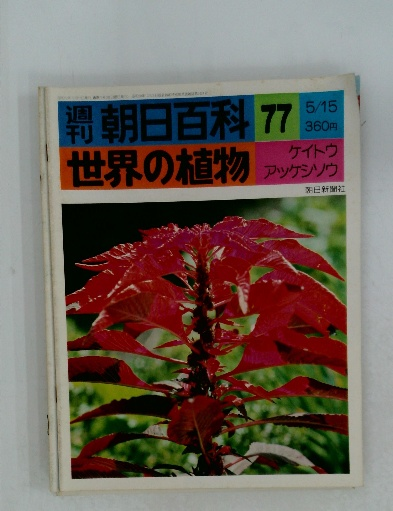 週刊 朝日百科 77 5/15 360円
世界の植物 ケイトウ アッケシソウ
朝日新聞社